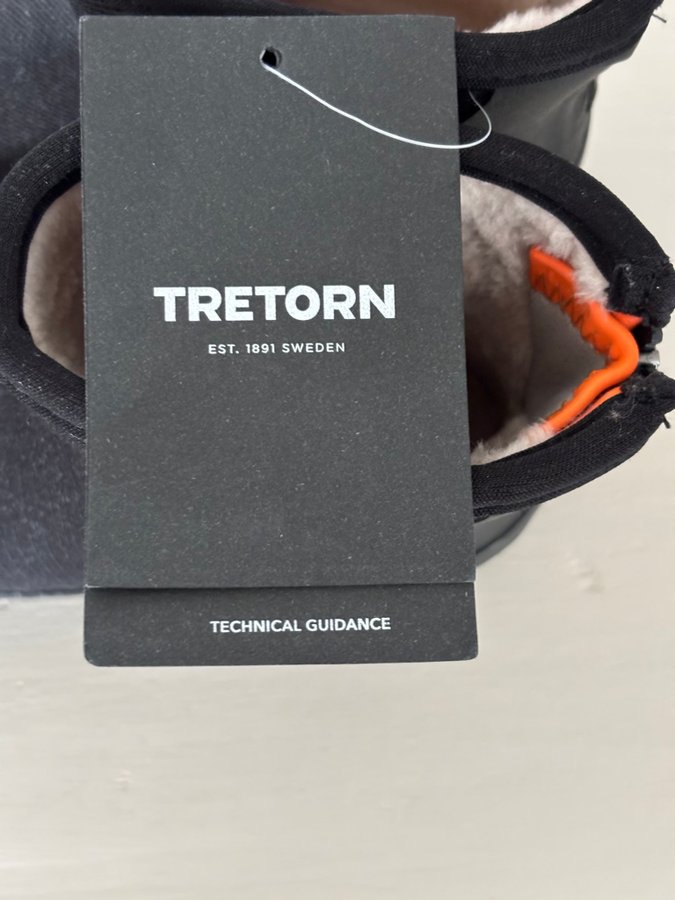 TRETORN
EST. 1891 SWEDEN
TECHNICAL GUIDANCE